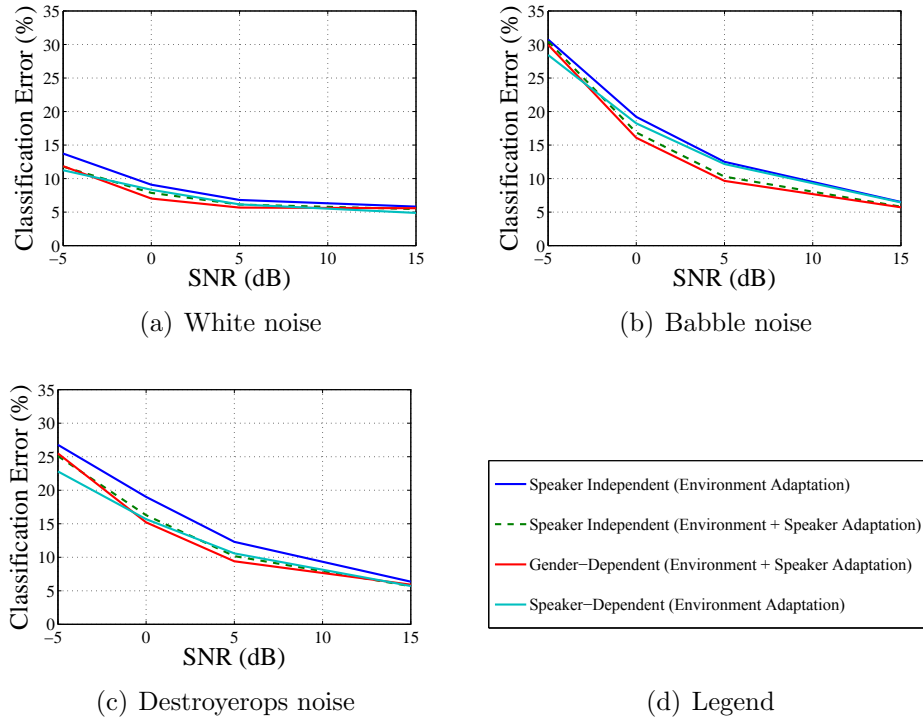 Classification Error (%)
35
30
25
20
15
10
5
0
−5
0
5
10
15
SNR (dB)
(a) White noise
Classification Error (%)
35
30
25
20
15
10
5
0
−5
0
5
10
15
SNR (dB)
(b) Babble noise
Classification Error (%)
35
30
25
20
15
10
5
0
−5
0
5
10
15
SNR (dB)
(c) Destroyerops noise
Speaker Independent (Environment Adaptation)
Speaker Independent (Environment + Speaker Adaptation)
Gender−Dependent (Environment + Speaker Adaptation)
Speaker−Dependent (Environment Adaptation)
(d) Legend